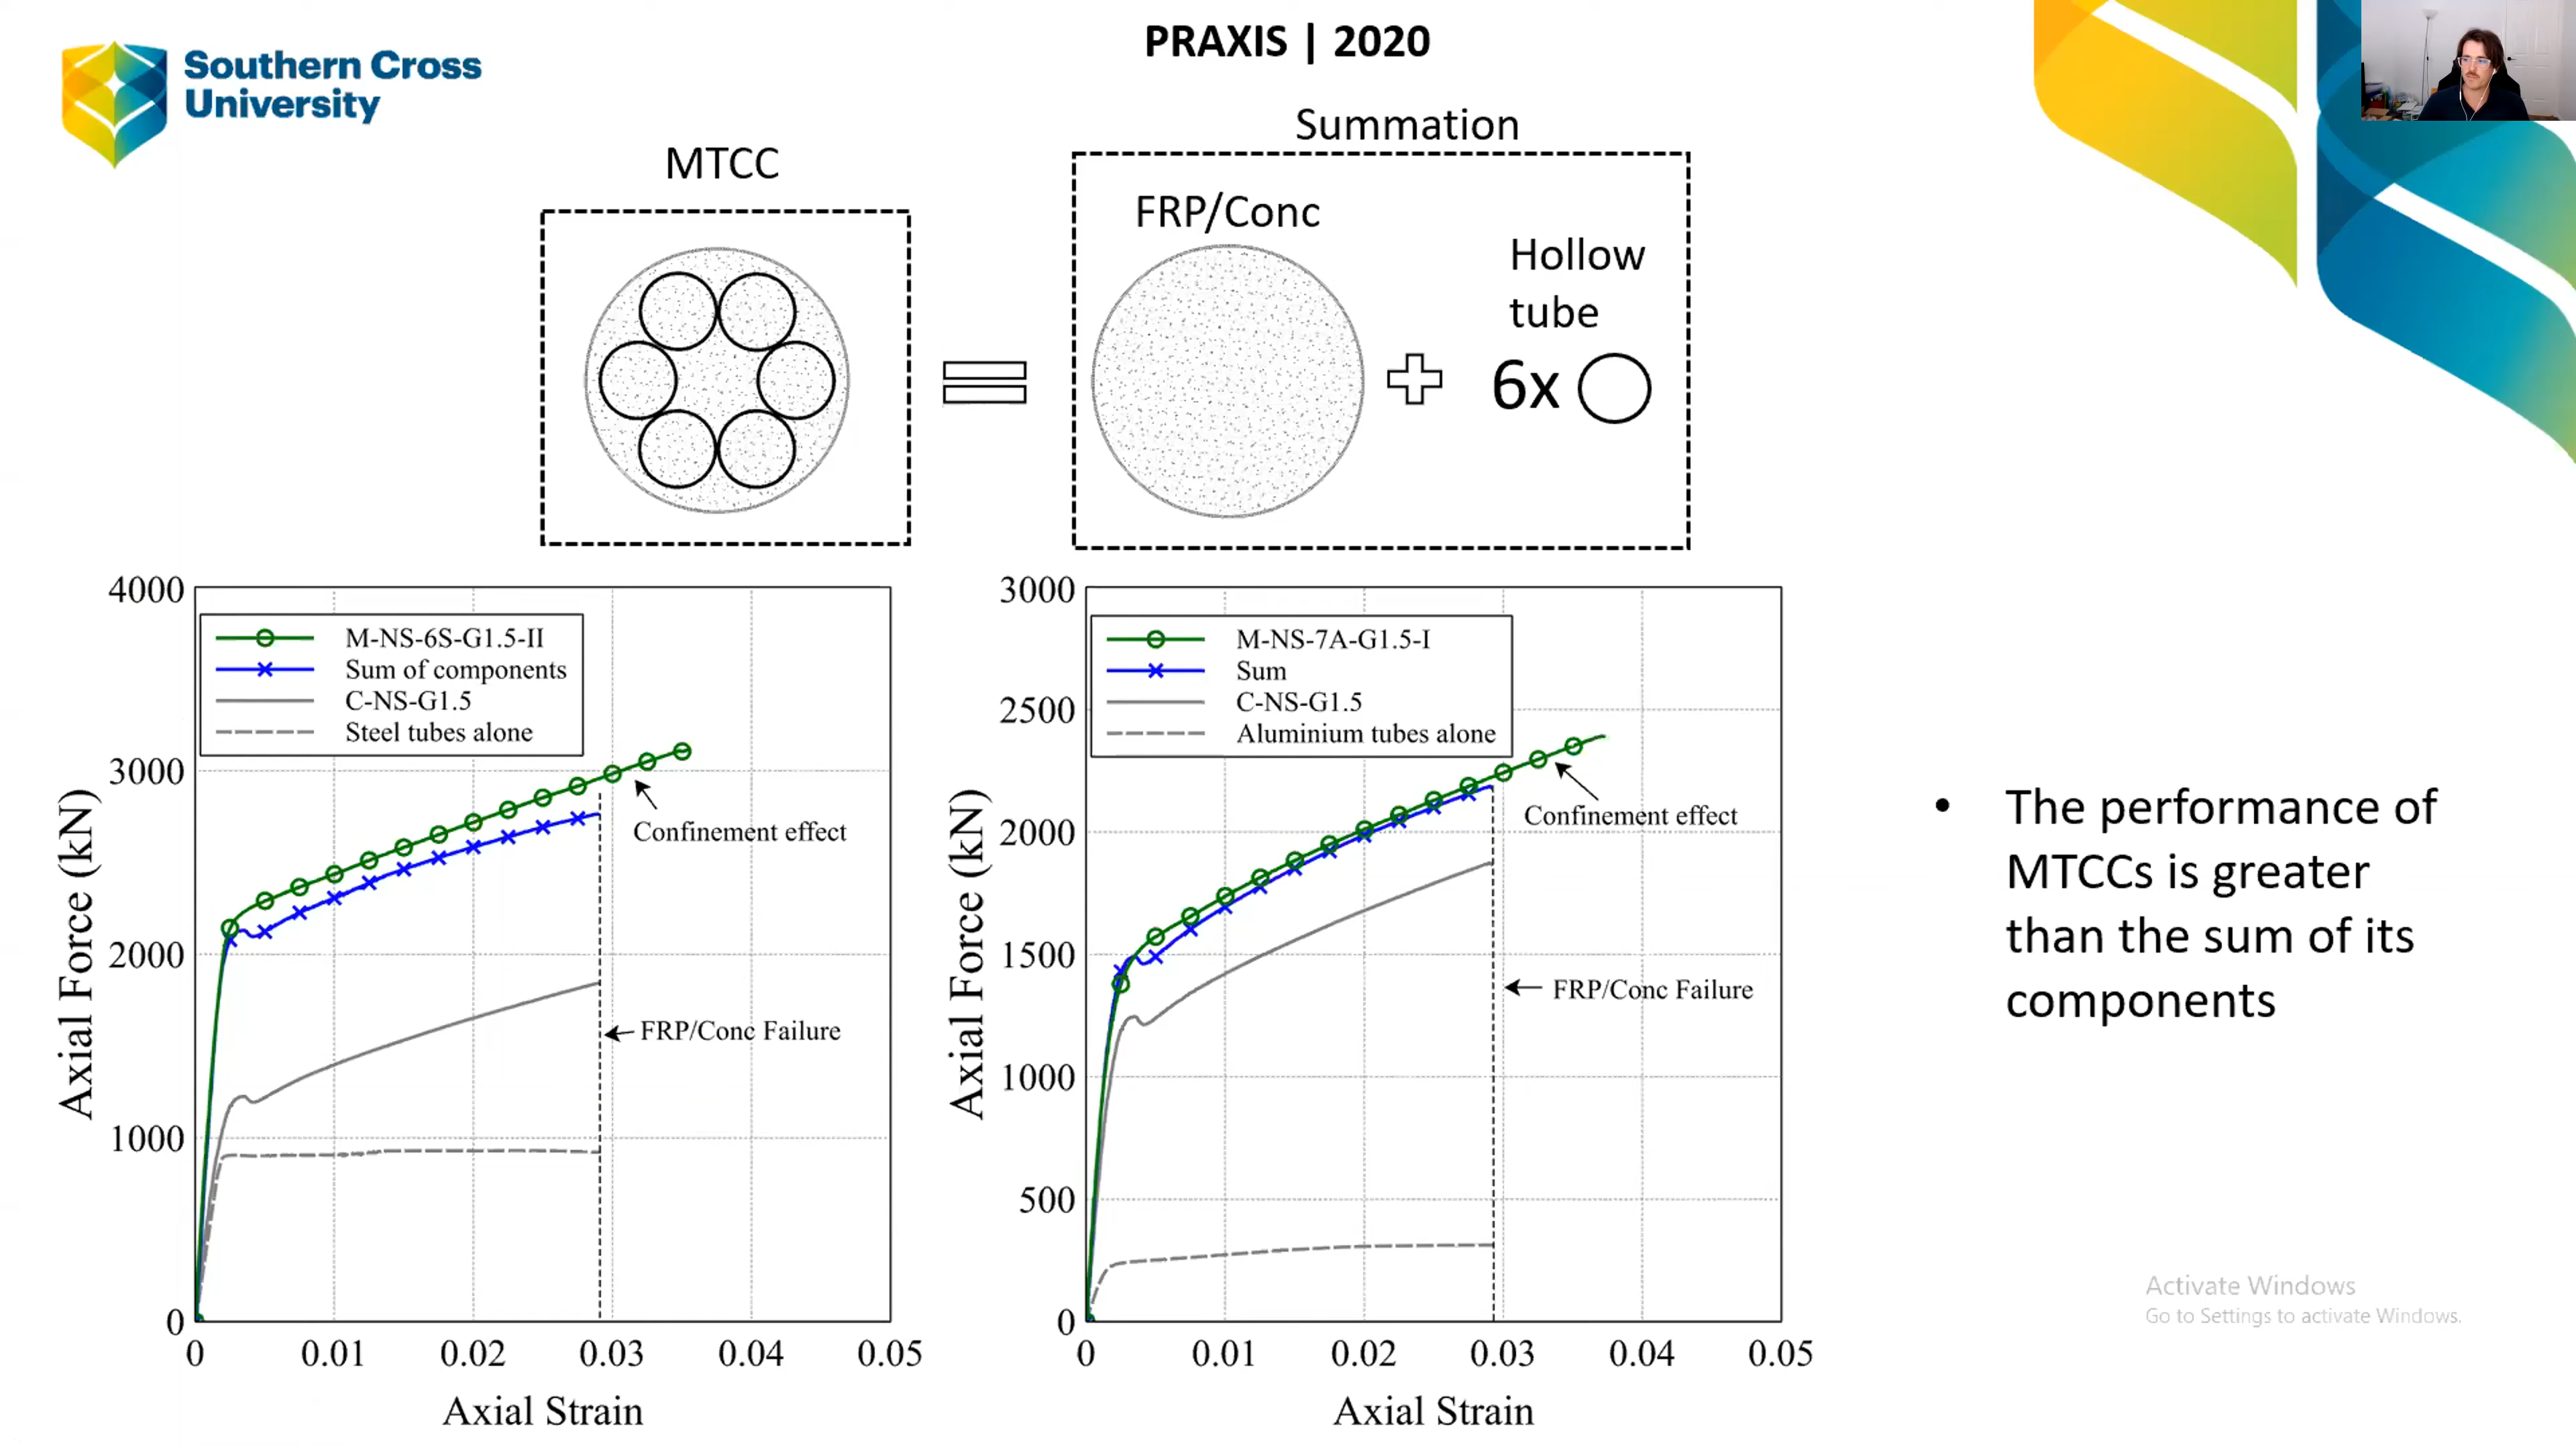 PRAXIS | 2020
Southern Cross
University
MTCC
Summation
FRP/Conc
Hollow
tube
6x
4000
3000
2000
1000
0
Axial Force (kN)
M-NS-6S-G1.5-II
Sum of components
C-NS-G1.5
Steel tubes alone
Confinement effect
FRP/Conc Failure
0 0.01 0.02 0.03 0.04 0.05
Axial Strain
3000
2500
2000
1500
1000
500
0
Axial Force (kN)
M-NS-7A-G1.5-I
Sum
C-NS-G1.5
Aluminium tubes alone
Confinement effect
FRP/Conc Failure
0 0.01 0.02 0.03 0.04 0.05
Axial Strain
• The performance of
MTCCs is greater
than the sum of its
components
Activate Windows
Go to Settings to activate Windows.